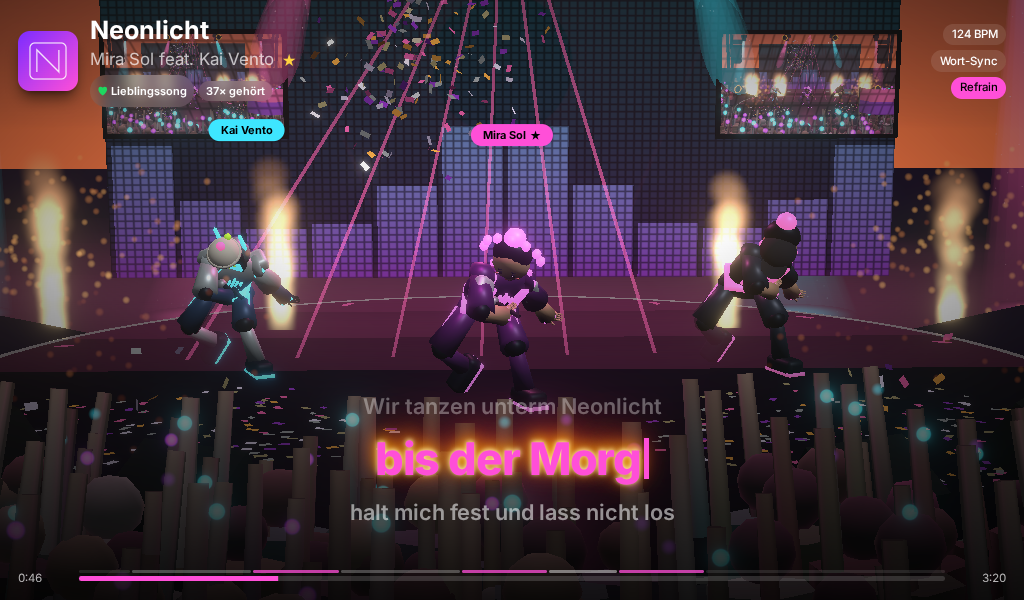 Neonlicht
Mira Sol feat. Kai Vento ★
Lieblingssong
37× gehört
124 BPM
Wort-Sync
Refrain
Kai Vento
Mira Sol ★
Wir tanzen unterm Neonlicht
bis der Morg
halt mich fest und lass nicht los
0:46
3:20